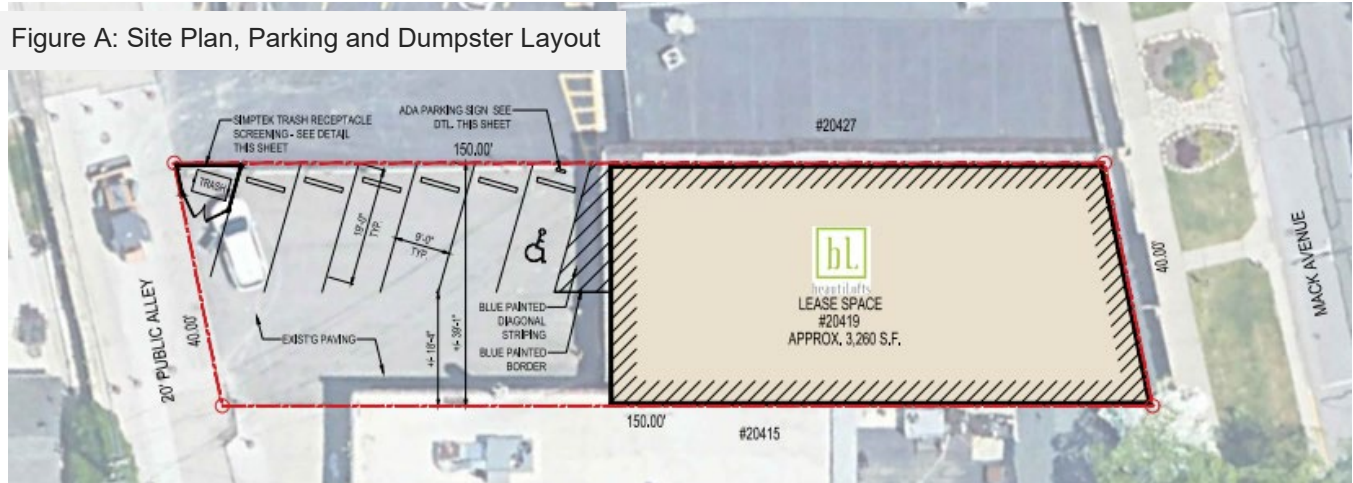 Figure A: Site Plan, Parking and Dumpster Layout
SIMPTEK TRASH RECEPTACLE
SCREENING - SEE DETAIL
THIS SHEET
ADA PARKING SIGN SEE
DTL. THIS SHEET
150.00'
#20427
TRASH
19'-0"
TYP.
9'-0"
TYP.
bl
beautilofts
LEASE SPACE
#20419
APPROX. 3,260 S.F.
BLUE PAINTED
DIAGONAL
STRIPING
BLUE PAINTED
BORDER
EXIST'G PAVING
+/- 18'-4"
+/- 39'-1"
40.00'
20' PUBLIC ALLEY
40.00'
MACK AVENUE
150.00'
#20415